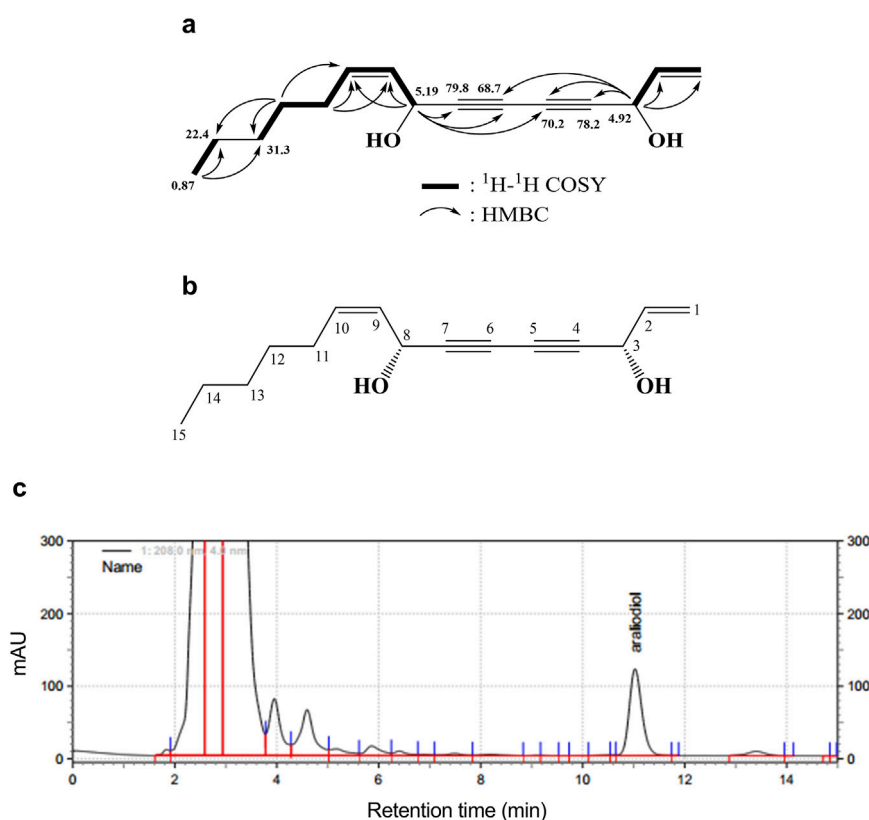 a
5.19 79.8 68.7
70.2 78.2 4.92
HO OH
22.4
31.3
0.87
: ¹H-¹H COSY
: HMBC
b
10 9 8 7 6 5 4 3 2 1
12 11
HO OH
14 13
15
c
300 300
1: 208.0 nm, 4.0 nm
Name
araliodiol
200 200
100 100
0 0
mAU
0 2 4 6 8 10 12 14
Retention time (min)